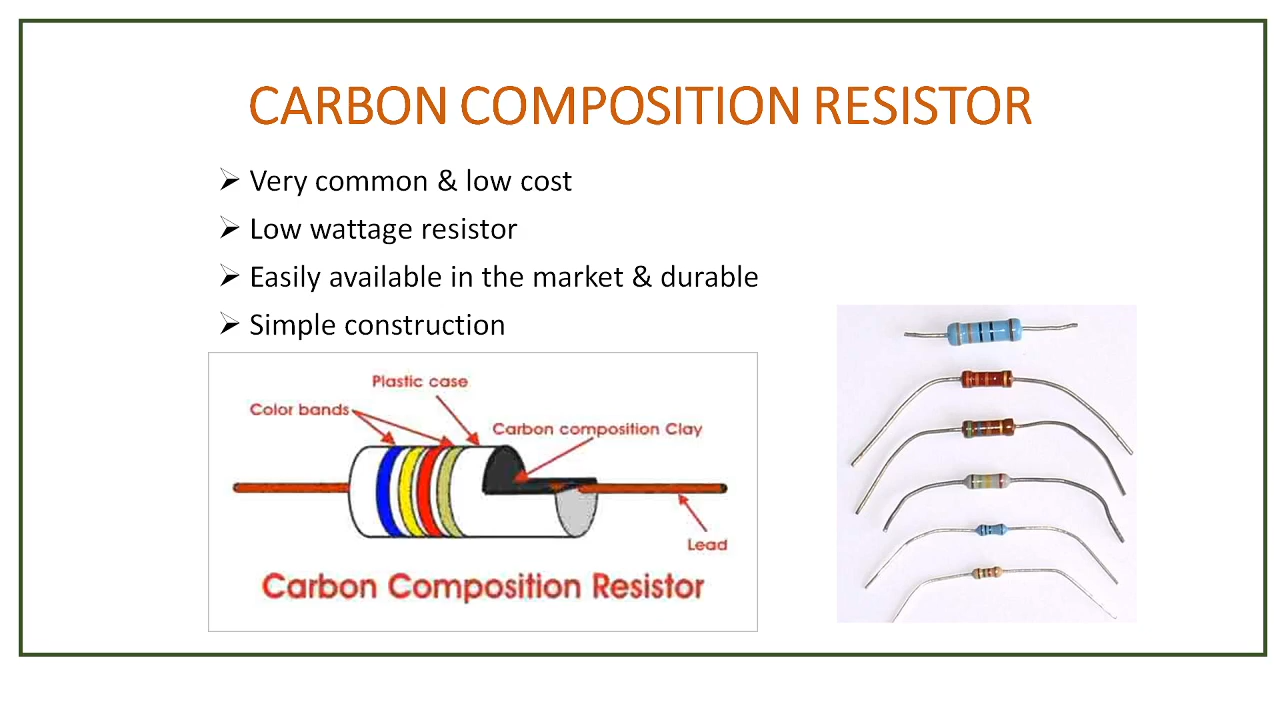 CARBON COMPOSITION RESISTOR
➢ Very common & low cost
➢ Low wattage resistor
➢ Easily available in the market & durable
➢ Simple construction
Plastic case
Color bands
Carbon composition Clay
Lead
Carbon Composition Resistor